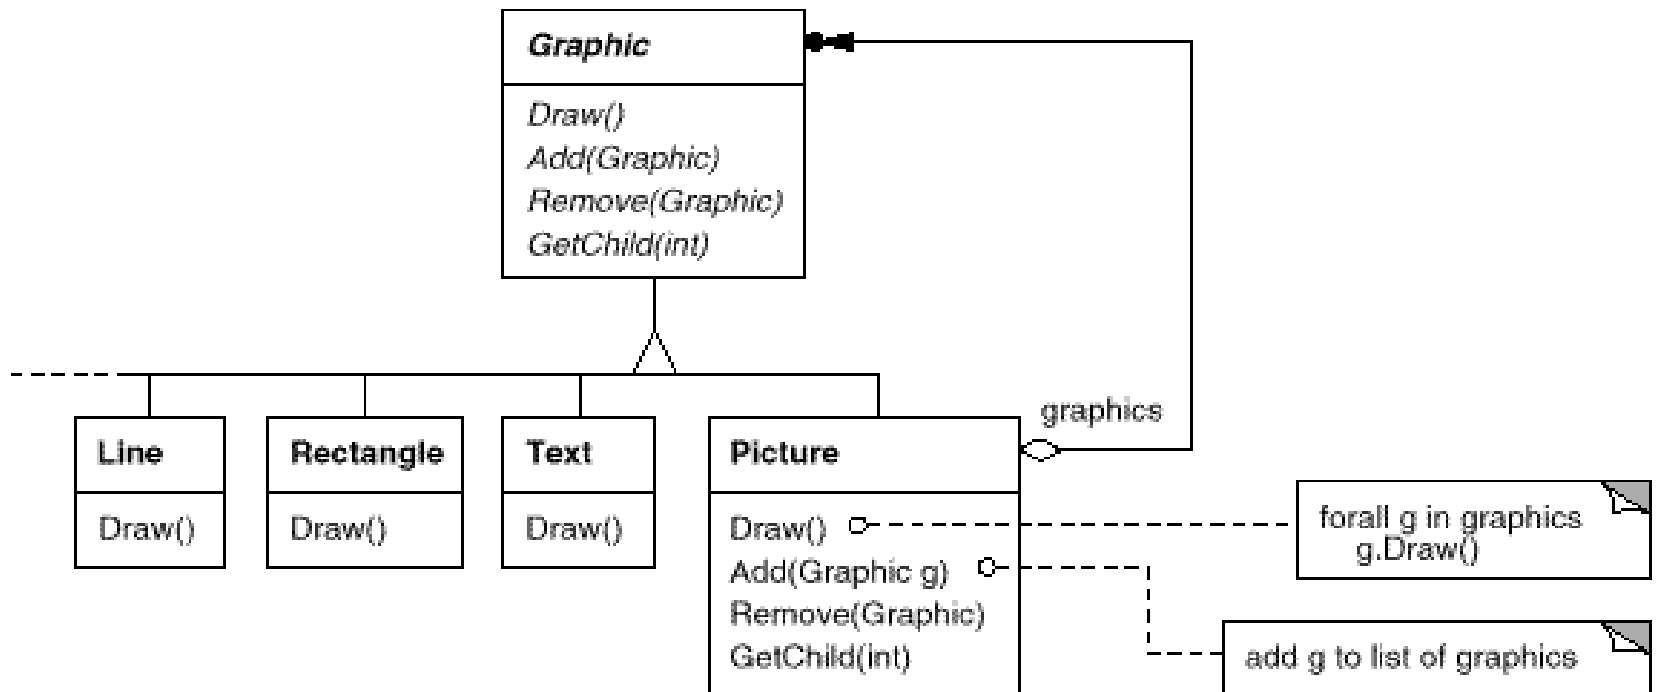 Graphic
Draw()
Add(Graphic)
Remove(Graphic)
GetChild(int)
graphics
Line
Draw()
Rectangle
Draw()
Text
Draw()
Picture
Draw()
Add(Graphic g)
Remove(Graphic)
GetChild(int)
forall g in graphics
g.Draw()
add g to list of graphics